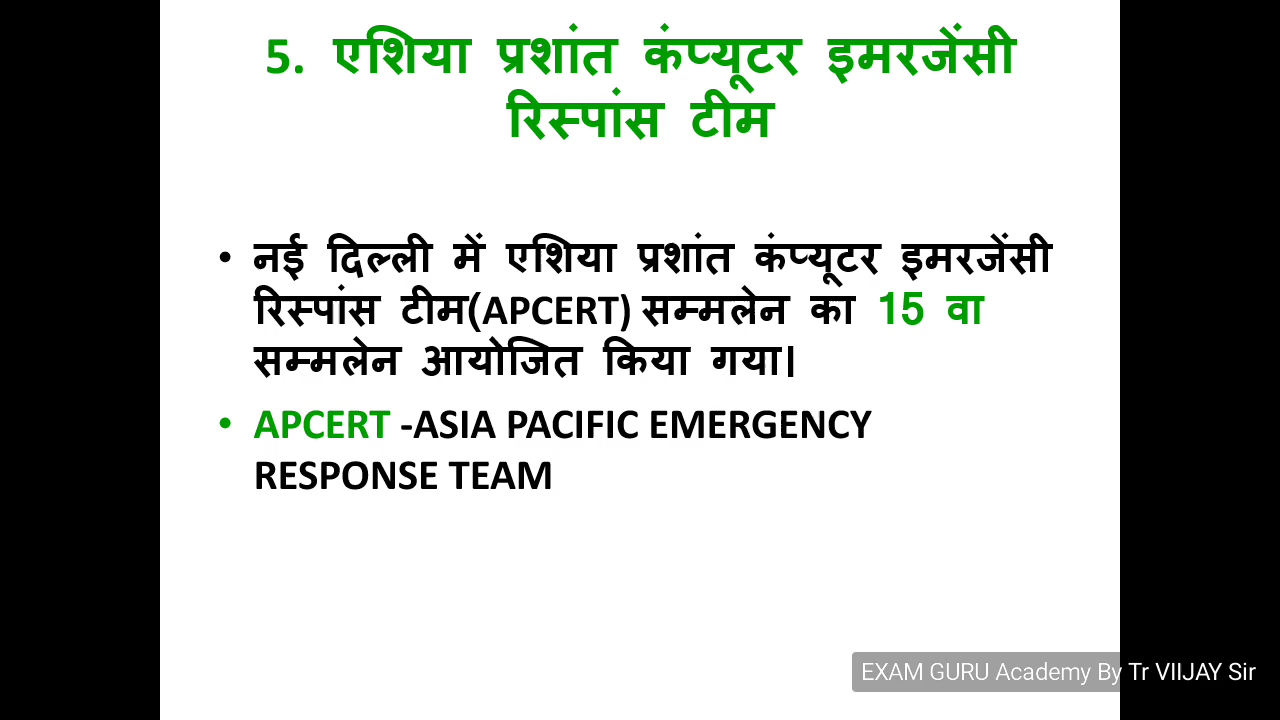 5. एशिया प्रशांत कंप्यूटर इमरजेंसी
रिस्पांस टीम
• नई दिल्ली में एशिया प्रशांत कंप्यूटर इमरजेंसी
रिस्पांस टीम(APCERT) सम्मलेन का 15 वा
सम्मलेन आयोजित किया गया।
• APCERT -ASIA PACIFIC EMERGENCY
RESPONSE TEAM
EXAM GURU Academy By Tr VIIJAY Sir